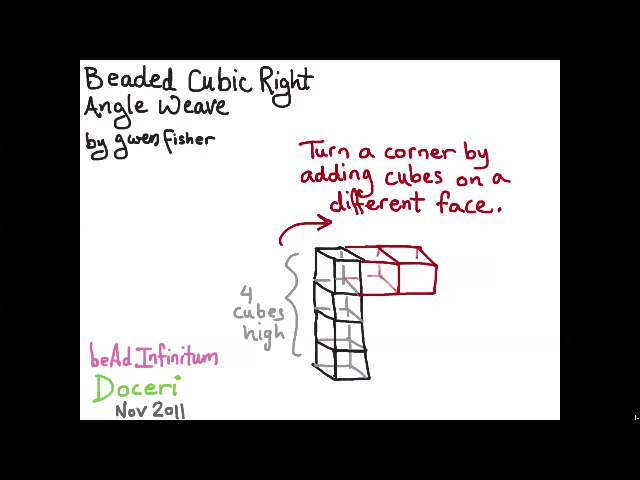 Beaded Cubic Right
Angle Weave
by gwen fisher
Turn a corner by
adding cubes on a
different face.
4
cubes
high
beAd Infinitum
Doceri
Nov 2011